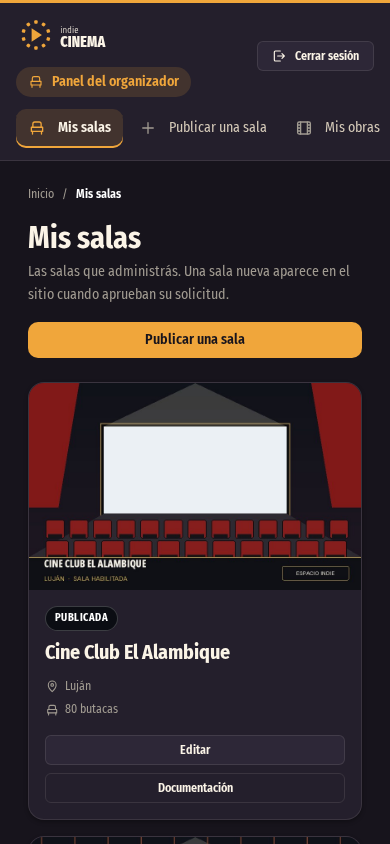 indie
CINEMA
Cerrar sesión
Panel del organizador
Mis salas
Publicar una sala
Mis obras
Inicio / Mis salas
Mis salas
Las salas que administrás. Una sala nueva aparece en el
sitio cuando aprueban su solicitud.
Publicar una sala
CINE CLUB EL ALAMBIQUE
LUJÁN · SALA HABILITADA
ESPACIO INDIE
PUBLICADA
Cine Club El Alambique
Luján
80 butacas
Editar
Documentación